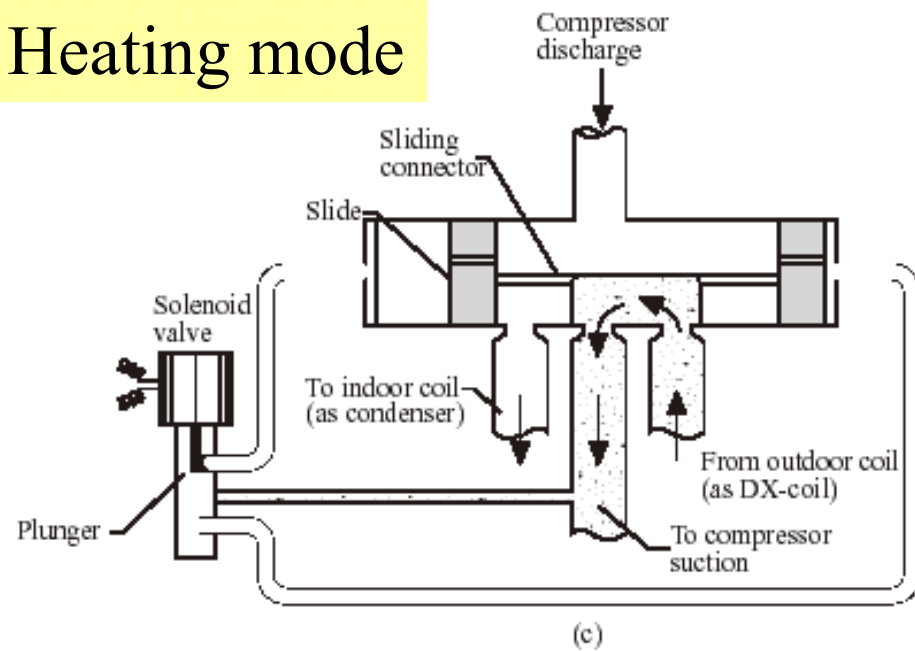 Heating mode
Compressor
discharge
Sliding
connector
Slide
Solenoid
valve
To indoor coil
(as condenser)
From outdoor coil
(as DX-coil)
Plunger
To compressor
suction
(c)